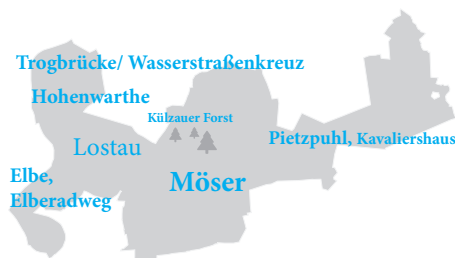 Trogbrücke/ Wasserstraßenkreuz
Hohenwarthe
Külzauer Forst
Lostau
Pietzpuhl, Kavaliershaus
Elbe,
Elberadweg
Möser